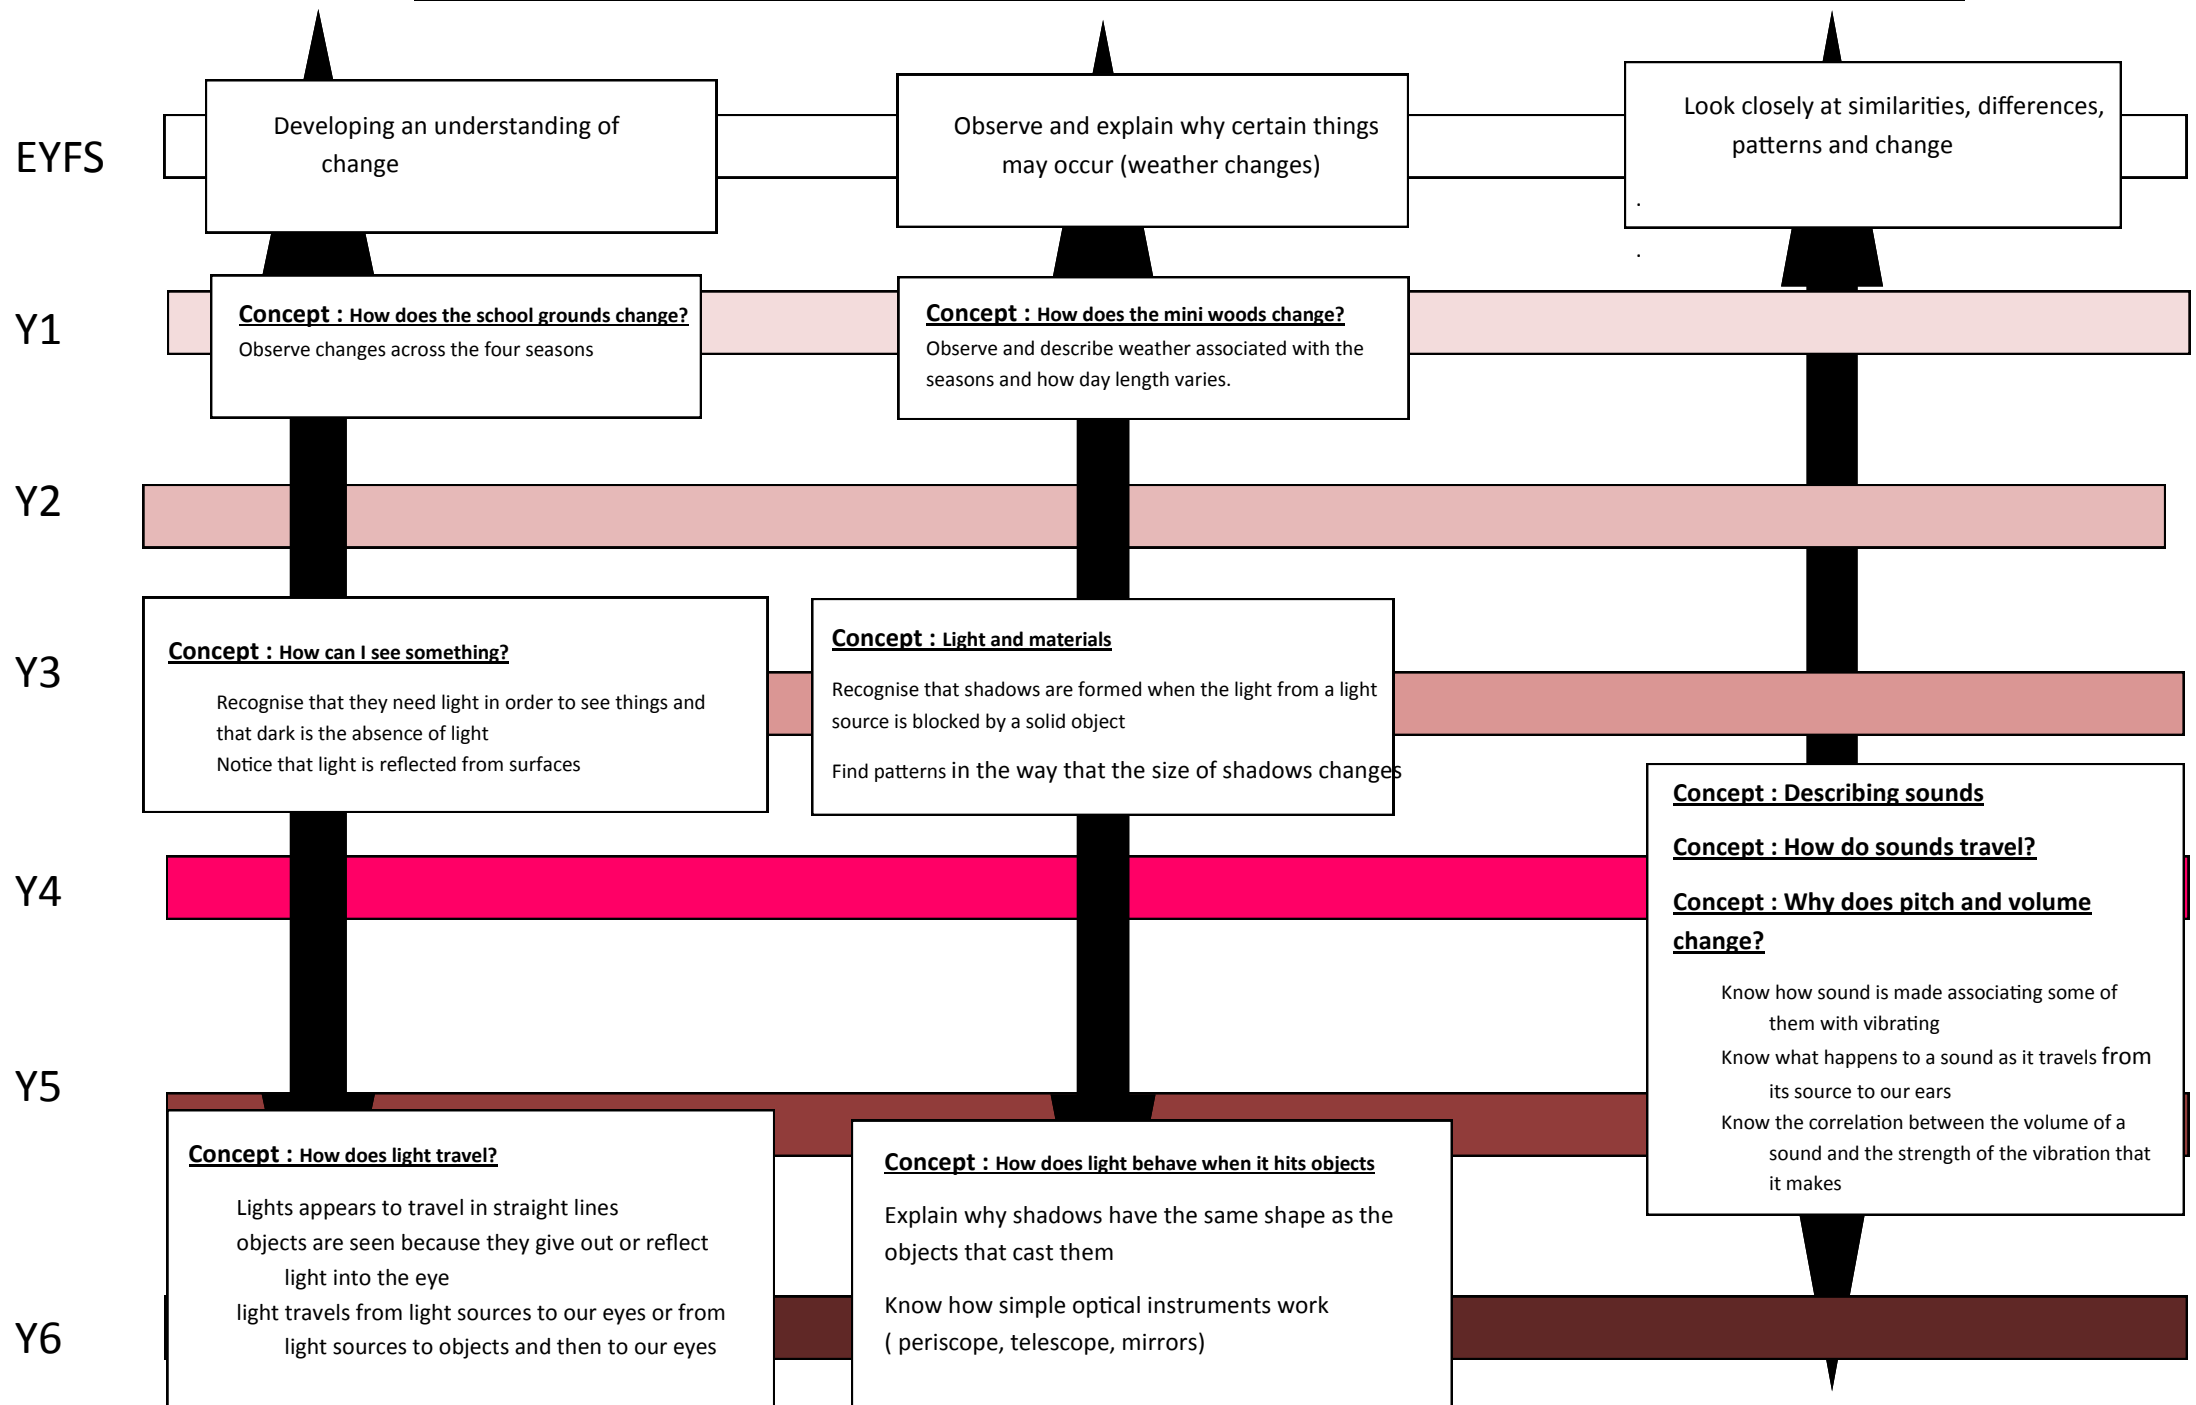 EYFS
Developing an understanding of
change
Observe and explain why certain things
may occur (weather changes)
Look closely at similarities, differences,
patterns and change
.
.
Y1
Concept : How does the school grounds change?
Observe changes across the four seasons
Concept : How does the mini woods change?
Observe and describe weather associated with the
seasons and how day length varies.
Y2
Y3
Concept : How can I see something?
Recognise that they need light in order to see things and
that dark is the absence of light
Notice that light is reflected from surfaces
Concept : Light and materials
Recognise that shadows are formed when the light from a light
source is blocked by a solid object
Find patterns in the way that the size of shadows changes
Y4
Concept : Describing sounds
Concept : How do sounds travel?
Concept : Why does pitch and volume
change?
Know how sound is made associating some of
them with vibrating
Know what happens to a sound as it travels from
its source to our ears
Know the correlation between the volume of a
sound and the strength of the vibration that
it makes
Y5
Y6
Concept : How does light travel?
Lights appears to travel in straight lines
objects are seen because they give out or reflect
light into the eye
light travels from light sources to our eyes or from
light sources to objects and then to our eyes
Concept : How does light behave when it hits objects
Explain why shadows have the same shape as the
objects that cast them
Know how simple optical instruments work
( periscope, telescope, mirrors)